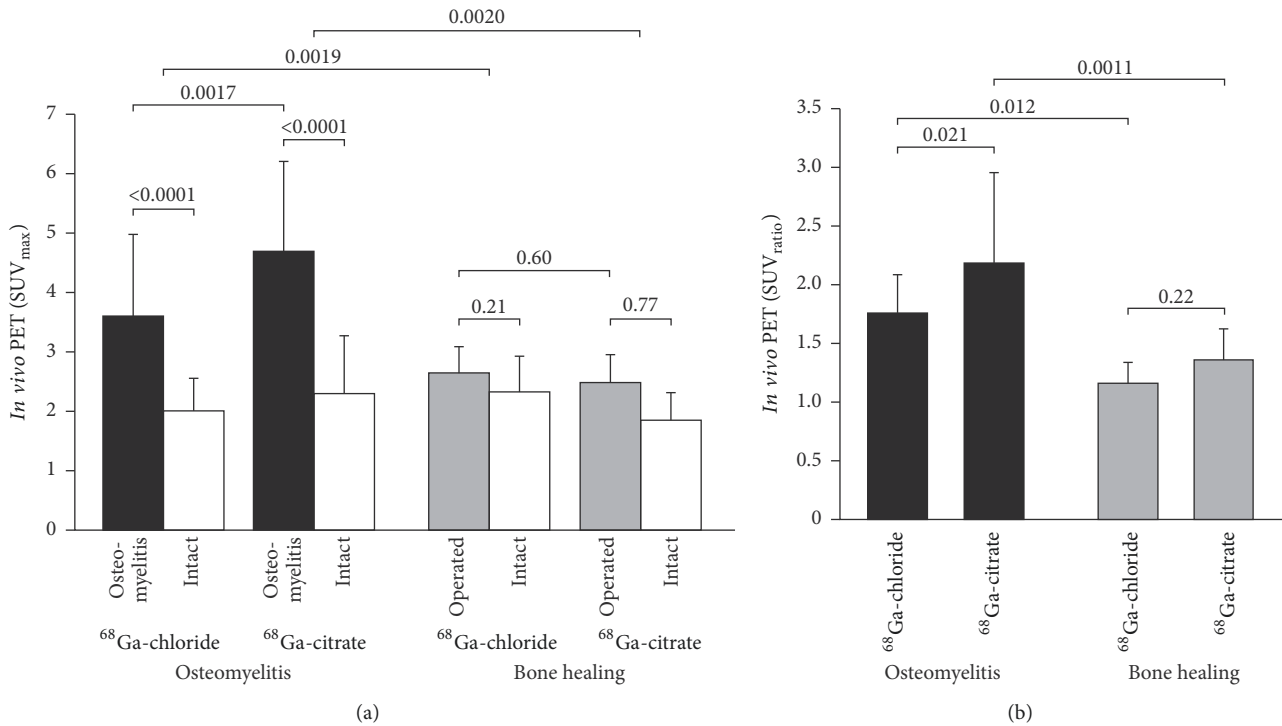 0.0020
0.0019
0.0017
<0.0001
<0.0001
0.60
0.21
0.77
7
6
5
4
3
2
1
0
In vivo PET (SUVmax)
Osteo-
myelitis
Intact
Osteo-
myelitis
Intact
Operated
Intact
Operated
Intact
⁶⁸Ga-chloride
⁶⁸Ga-citrate
⁶⁸Ga-chloride
⁶⁸Ga-citrate
Osteomyelitis
Bone healing
(a)
0.0011
0.012
0.021
0.22
3.5
3.0
2.5
2.0
1.5
1.0
0.5
0
In vivo PET (SUVratio)
⁶⁸Ga-chloride
⁶⁸Ga-citrate
⁶⁸Ga-chloride
⁶⁸Ga-citrate
Osteomyelitis
Bone healing
(b)